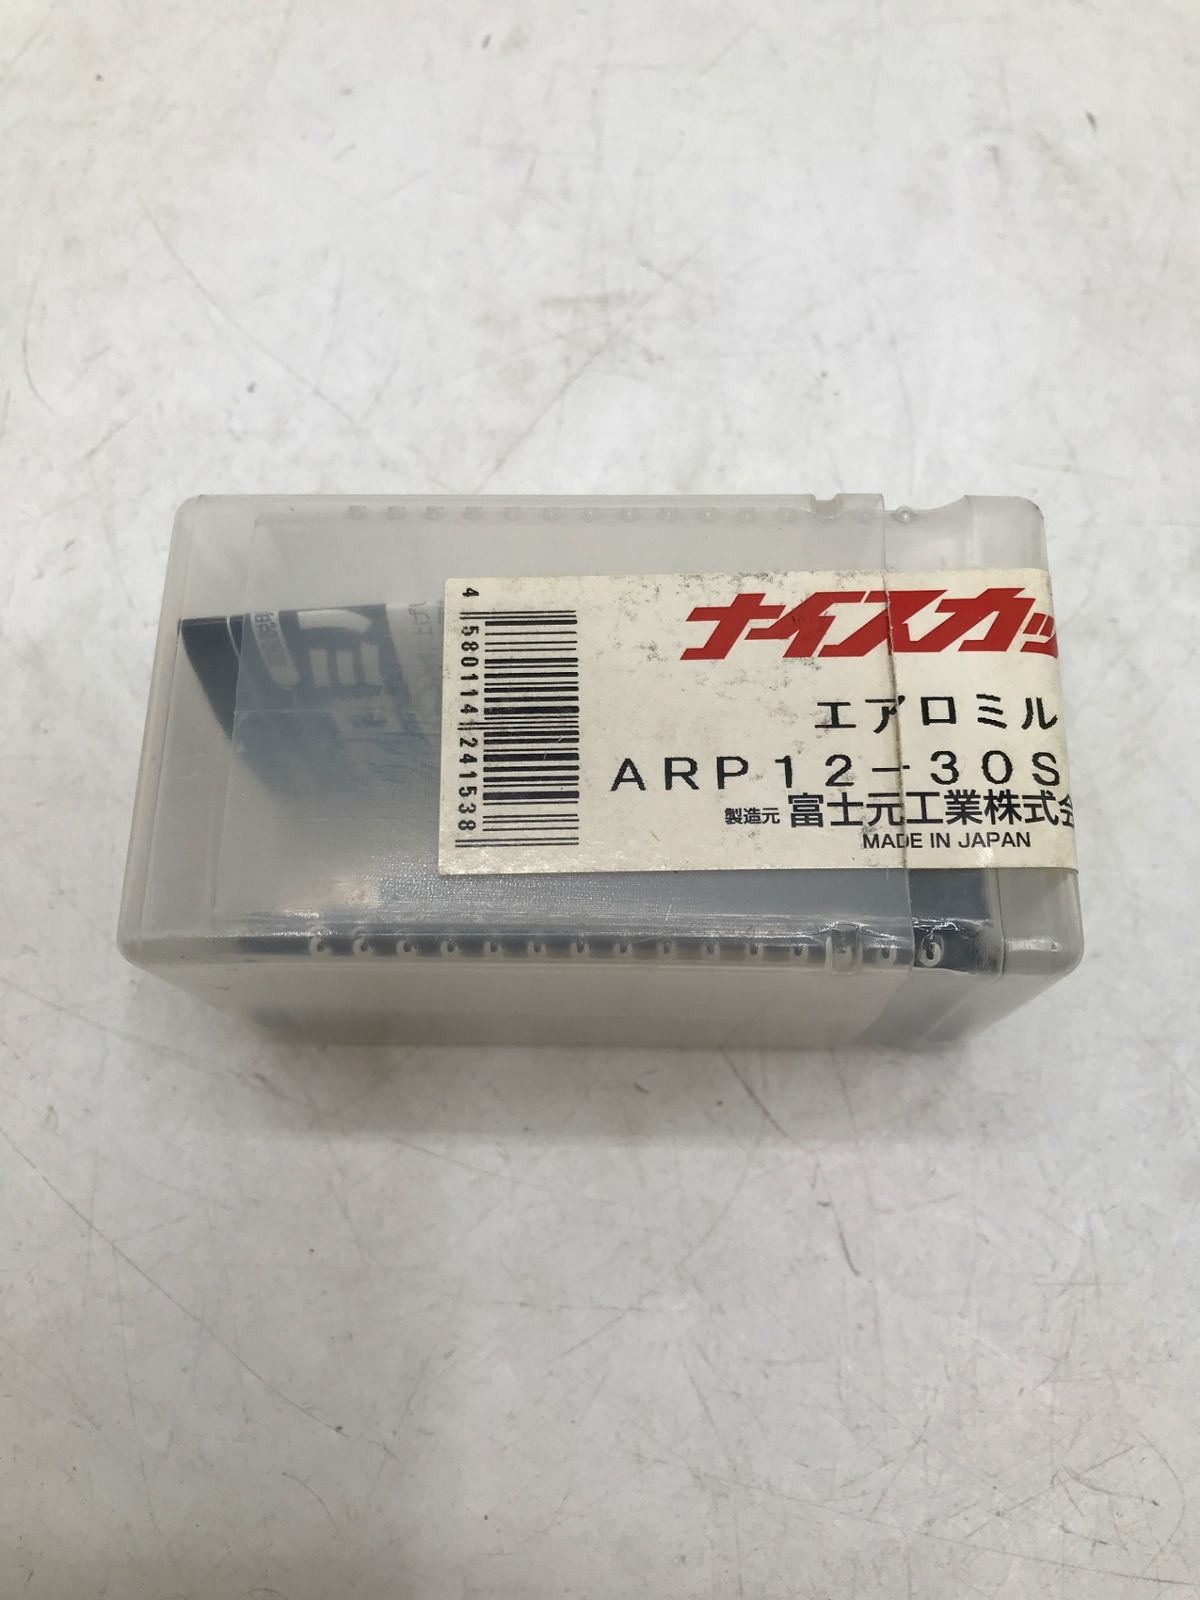 ナイスカッ
エアロミル
ARP12-30S
製造元 富士元工業株式会
MADE IN JAPAN
4 580114 241538